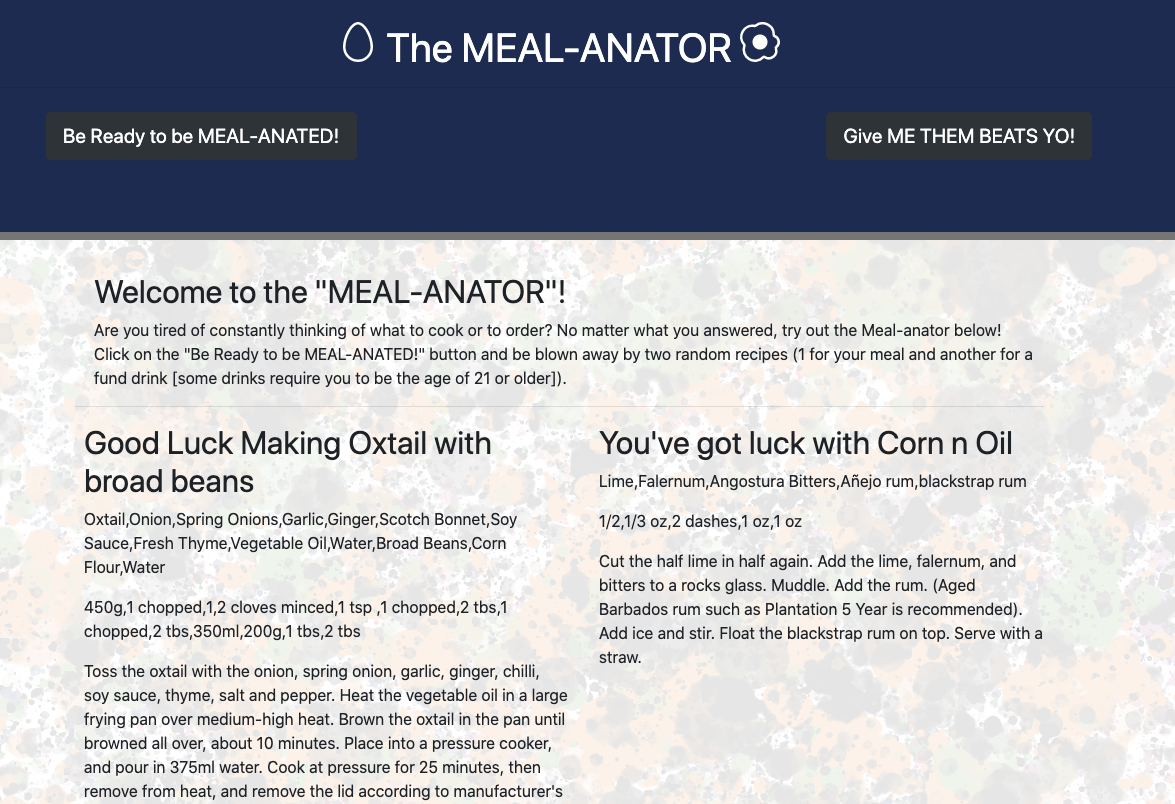 The MEAL-ANATOR
Be Ready to be MEAL-ANATED!
Give ME THEM BEATS YO!
Welcome to the "MEAL-ANATOR"!
Are you tired of constantly thinking of what to cook or to order? No matter what you answered, try out the Meal-anator below!
Click on the "Be Ready to be MEAL-ANATED!" button and be blown away by two random recipes (1 for your meal and another for a
fund drink [some drinks require you to be the age of 21 or older]).
Good Luck Making Oxtail with
broad beans
Oxtail,Onion,Spring Onions,Garlic,Ginger,Scotch Bonnet,Soy
Sauce,Fresh Thyme,Vegetable Oil,Water,Broad Beans,Corn
Flour,Water
450g,1 chopped,1,2 cloves minced,1 tsp ,1 chopped,2 tbs,1
chopped,2 tbs,350ml,200g,1 tbs,2 tbs
Toss the oxtail with the onion, spring onion, garlic, ginger, chilli,
soy sauce, thyme, salt and pepper. Heat the vegetable oil in a large
frying pan over medium-high heat. Brown the oxtail in the pan until
browned all over, about 10 minutes. Place into a pressure cooker,
and pour in 375ml water. Cook at pressure for 25 minutes, then
remove from heat, and remove the lid according to manufacturer's
You've got luck with Corn n Oil
Lime,Falernum,Angostura Bitters,Añejo rum,blackstrap rum
1/2,1/3 oz,2 dashes,1 oz,1 oz
Cut the half lime in half again. Add the lime, falernum, and
bitters to a rocks glass. Muddle. Add the rum. (Aged
Barbados rum such as Plantation 5 Year is recommended).
Add ice and stir. Float the blackstrap rum on top. Serve with a
straw.